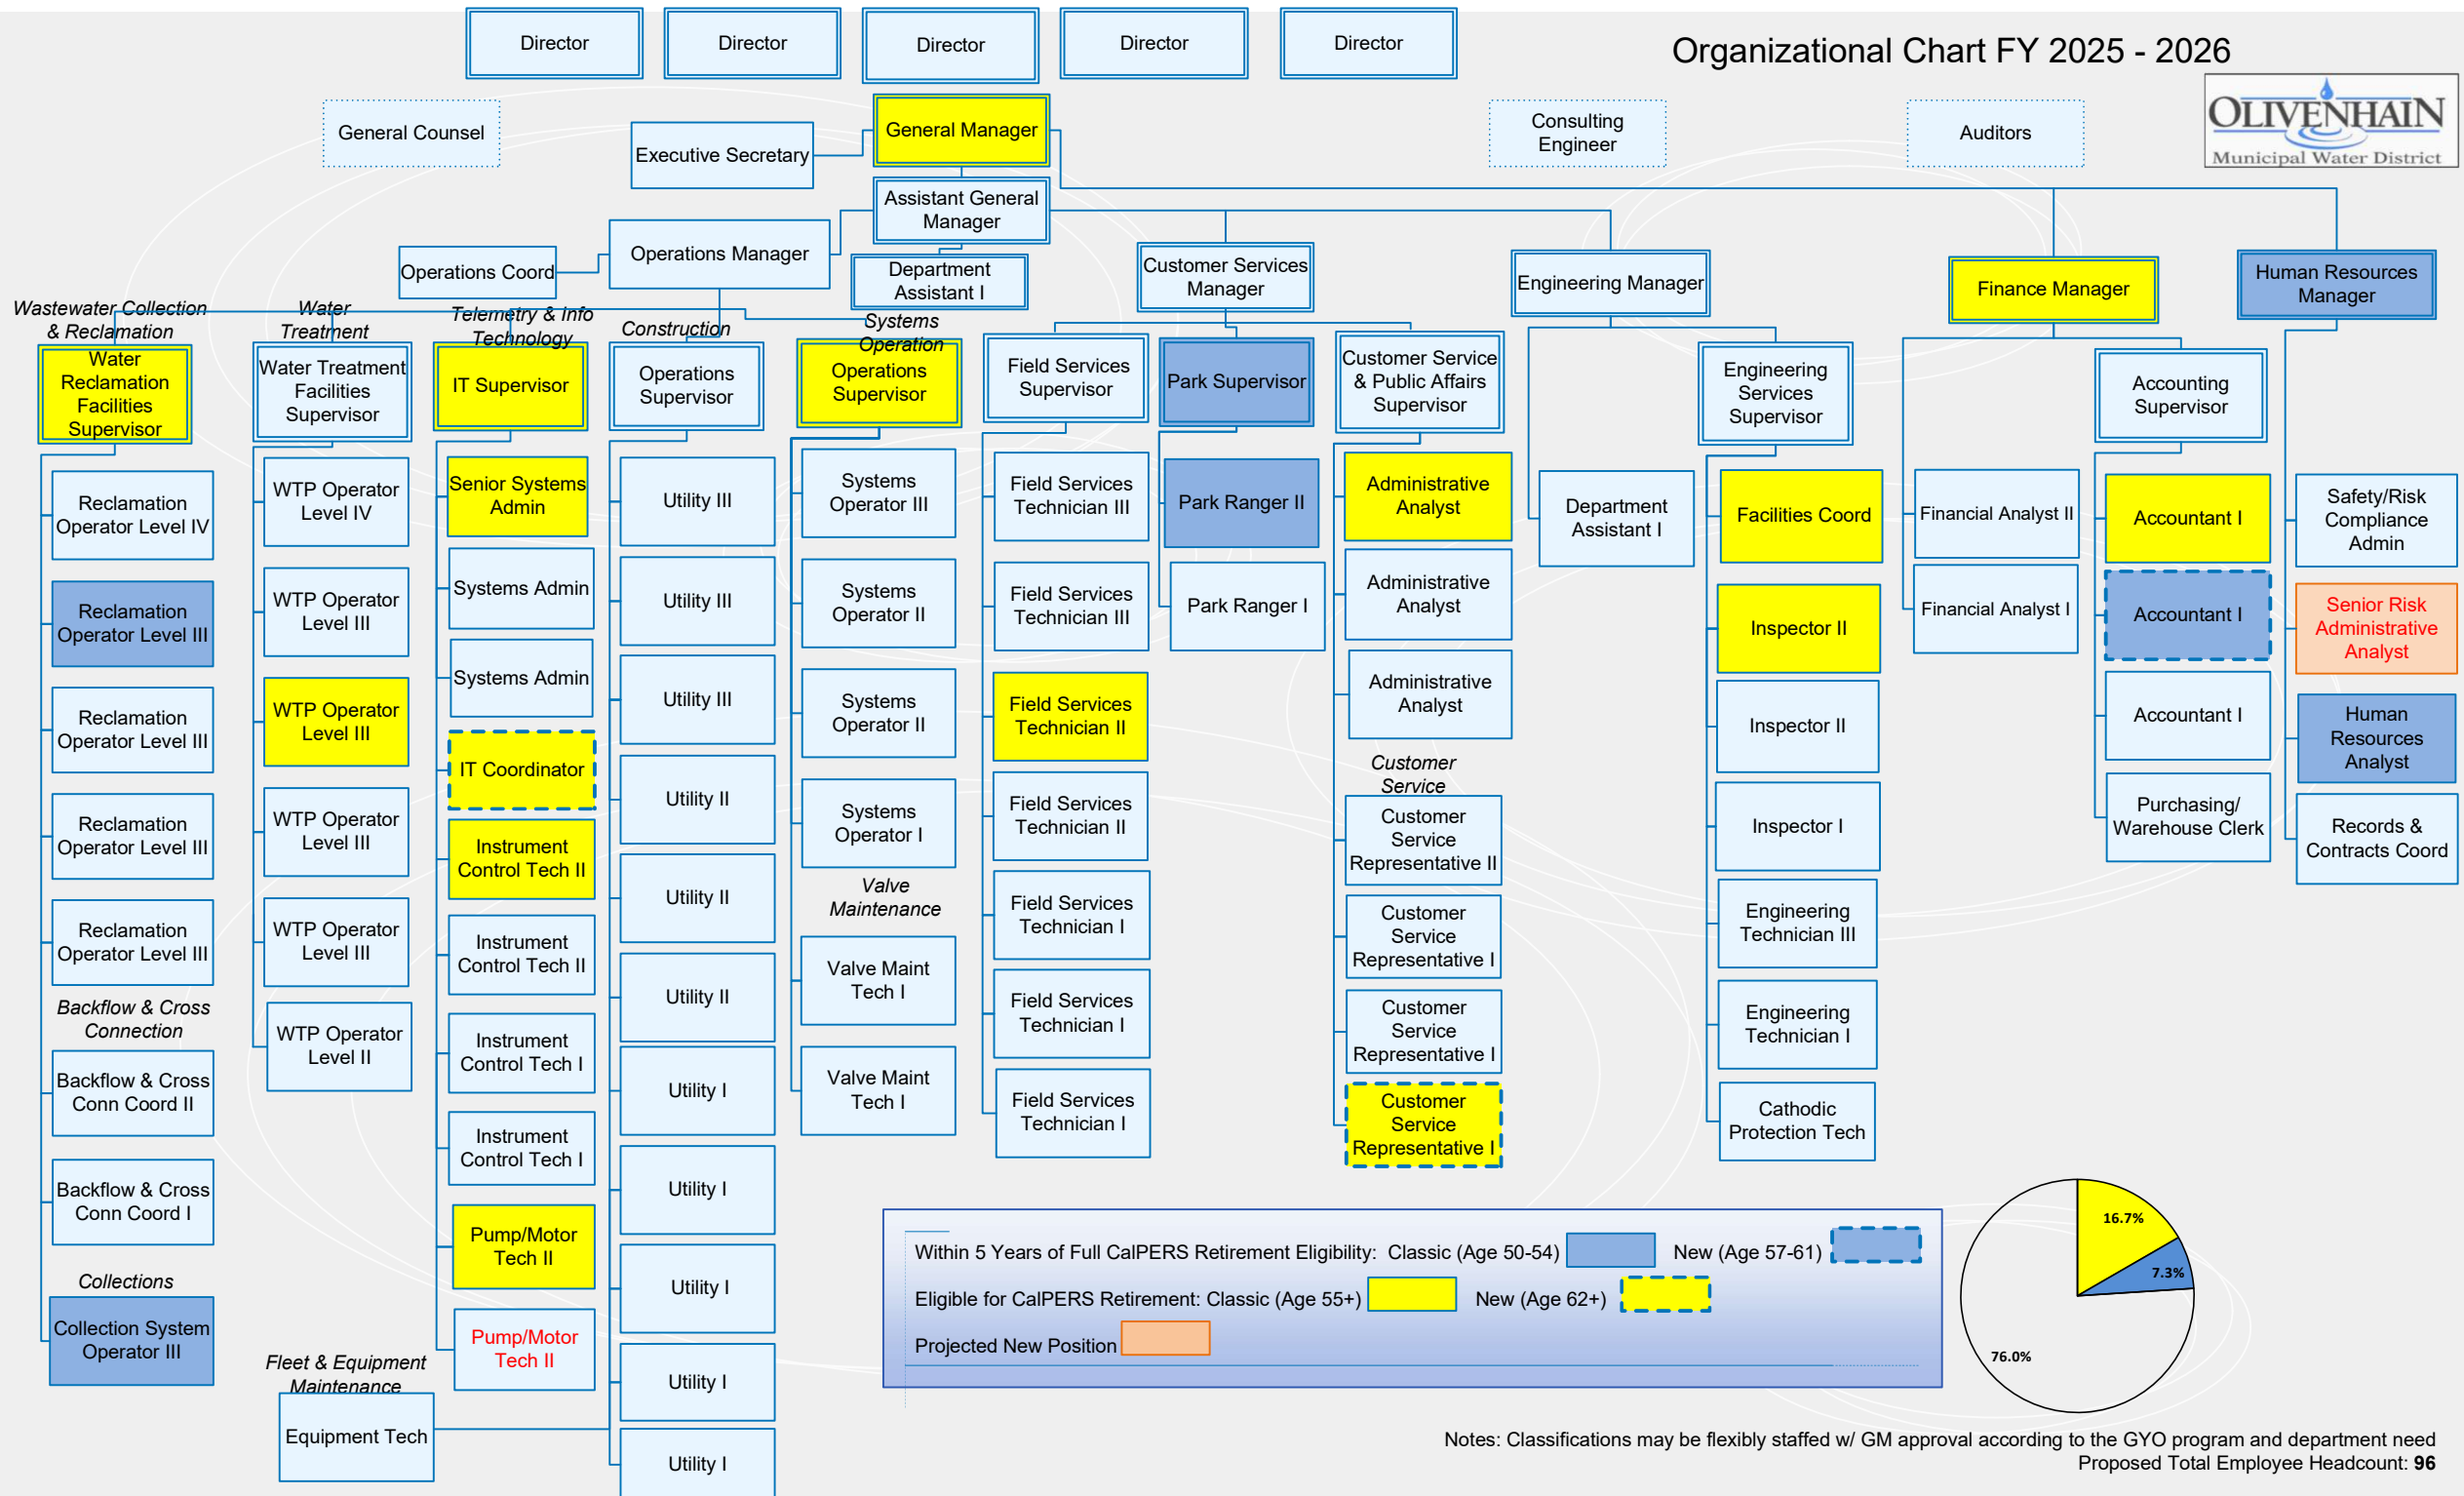 Director
Director
Director
Director
Director
Organizational Chart FY 2025 - 2026
OLIVENHAIN
Municipal Water District
General Counsel
Executive Secretary
General Manager
Consulting
Engineer
Auditors
Assistant General
Manager
Operations Coord
Operations Manager
Department
Assistant I
Customer Services
Manager
Engineering Manager
Finance Manager
Human Resources
Manager
Wastewater Collection
& Reclamation
Water
Reclamation
Facilities
Supervisor
Reclamation
Operator Level IV
Reclamation
Operator Level III
Reclamation
Operator Level III
Reclamation
Operator Level III
Reclamation
Operator Level III
Backflow & Cross
Connection
Backflow & Cross
Conn Coord II
Backflow & Cross
Conn Coord I
Collections
Collection System
Operator III
Water
Treatment
Water Treatment
Facilities
Supervisor
WTP Operator
Level IV
WTP Operator
Level III
WTP Operator
Level III
WTP Operator
Level III
WTP Operator
Level III
WTP Operator
Level II
Fleet & Equipment
Maintenance
Equipment Tech
Telemetry & Info
Technology
IT Supervisor
Senior Systems
Admin
Systems Admin
Systems Admin
IT Coordinator
Instrument
Control Tech II
Instrument
Control Tech II
Instrument
Control Tech I
Instrument
Control Tech I
Pump/Motor
Tech II
Pump/Motor
Tech II
Construction
Operations
Supervisor
Utility III
Utility III
Utility III
Utility II
Utility II
Utility II
Utility I
Utility I
Utility I
Utility I
Utility I
Systems
Operation
Operations
Supervisor
Systems
Operator III
Systems
Operator II
Systems
Operator II
Systems
Operator I
Valve
Maintenance
Valve Maint
Tech I
Valve Maint
Tech I
Field Services
Supervisor
Field Services
Technician III
Field Services
Technician III
Field Services
Technician II
Field Services
Technician II
Field Services
Technician I
Field Services
Technician I
Field Services
Technician I
Park Supervisor
Park Ranger II
Park Ranger I
Customer Service
& Public Affairs
Supervisor
Administrative
Analyst
Administrative
Analyst
Administrative
Analyst
Customer
Service
Customer
Service
Representative II
Customer
Service
Representative I
Customer
Service
Representative I
Customer
Service
Representative I
Department
Assistant I
Engineering
Services
Supervisor
Facilities Coord
Inspector II
Inspector II
Inspector I
Engineering
Technician III
Engineering
Technician I
Cathodic
Protection Tech
Financial Analyst II
Financial Analyst I
Accounting
Supervisor
Accountant I
Accountant I
Accountant I
Purchasing/
Warehouse Clerk
Safety/Risk
Compliance
Admin
Senior Risk
Administrative
Analyst
Human
Resources
Analyst
Records &
Contracts Coord
Within 5 Years of Full CalPERS Retirement Eligibility: Classic (Age 50-54) New (Age 57-61)
Eligible for CalPERS Retirement: Classic (Age 55+) New (Age 62+)
Projected New Position
16.7%
7.3%
76.0%
Notes: Classifications may be flexibly staffed w/ GM approval according to the GYO program and department need
Proposed Total Employee Headcount: 96